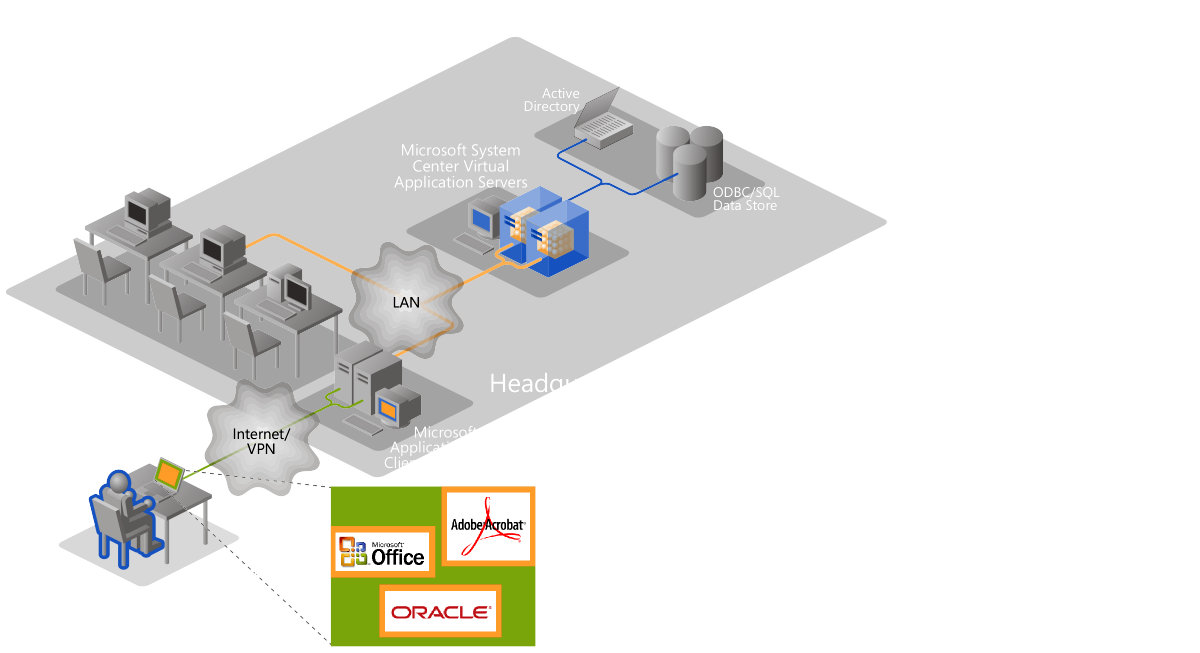 Active
Directory
Microsoft System
Center Virtual
Application Servers
ODBC/SQL
Data Store
LAN
Internet/
VPN
Microsoft
Adobe Acrobat®
Microsoft®
Office
ORACLE®